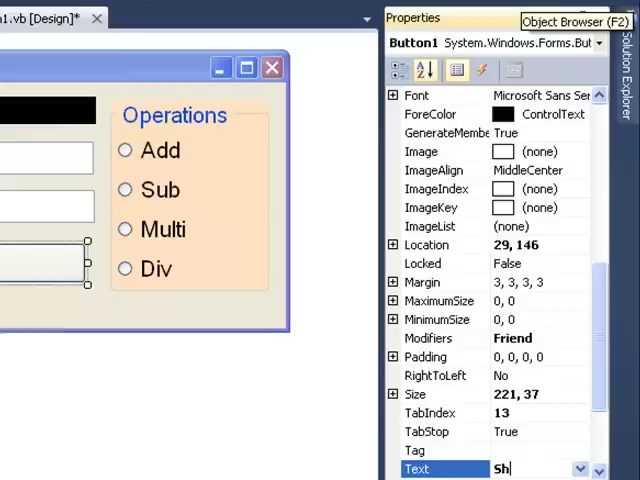 n1.vb [Design]*
Operations
Add
Sub
Multi
Div
Properties
Object Browser (F2)
Button1 System.Windows.Forms.But
Font Microsoft Sans Ser
ForeColor ControlText
GenerateMembe True
Image (none)
ImageAlign MiddleCenter
ImageIndex (none)
ImageKey (none)
ImageList (none)
Location 29, 146
Locked False
Margin 3, 3, 3, 3
MaximumSize 0, 0
MinimumSize 0, 0
Modifiers Friend
Padding 0, 0, 0, 0
RightToLeft No
Size 221, 37
TabIndex 13
TabStop True
Tag
Text Sh
Solution Explorer